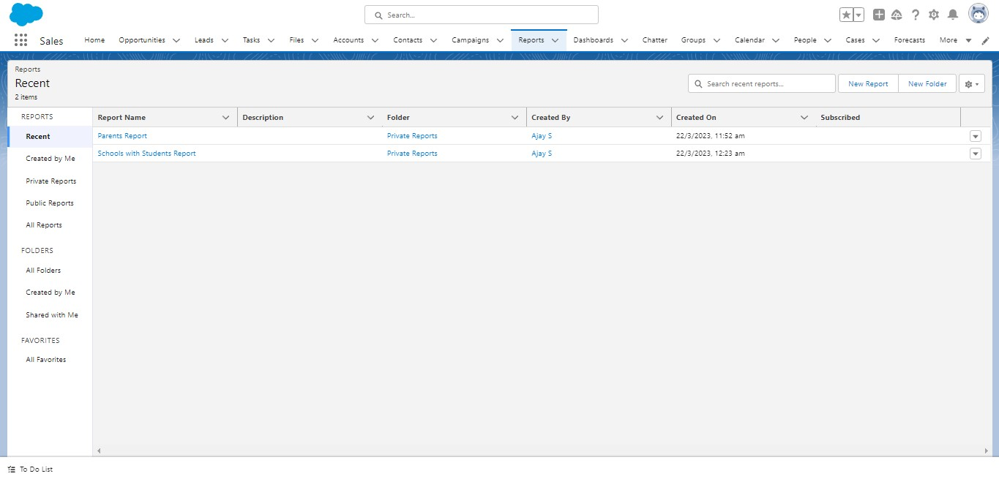 Search...
Sales Home Opportunities Leads Tasks Files Accounts Contacts Campaigns Reports Dashboards Chatter Groups Calendar People Cases Forecasts More
Reports
Recent
2 items
Search recent reports...
New Report
New Folder
REPORTS
Recent
Created by Me
Private Reports
Public Reports
All Reports
FOLDERS
All Folders
Created by Me
Shared with Me
FAVORITES
All Favorites
Report Name Description Folder Created By Created On Subscribed
Parents Report Private Reports Ajay S 22/3/2023, 11:52 am
Schools with Students Report Private Reports Ajay S 22/3/2023, 12:23 am
To Do List